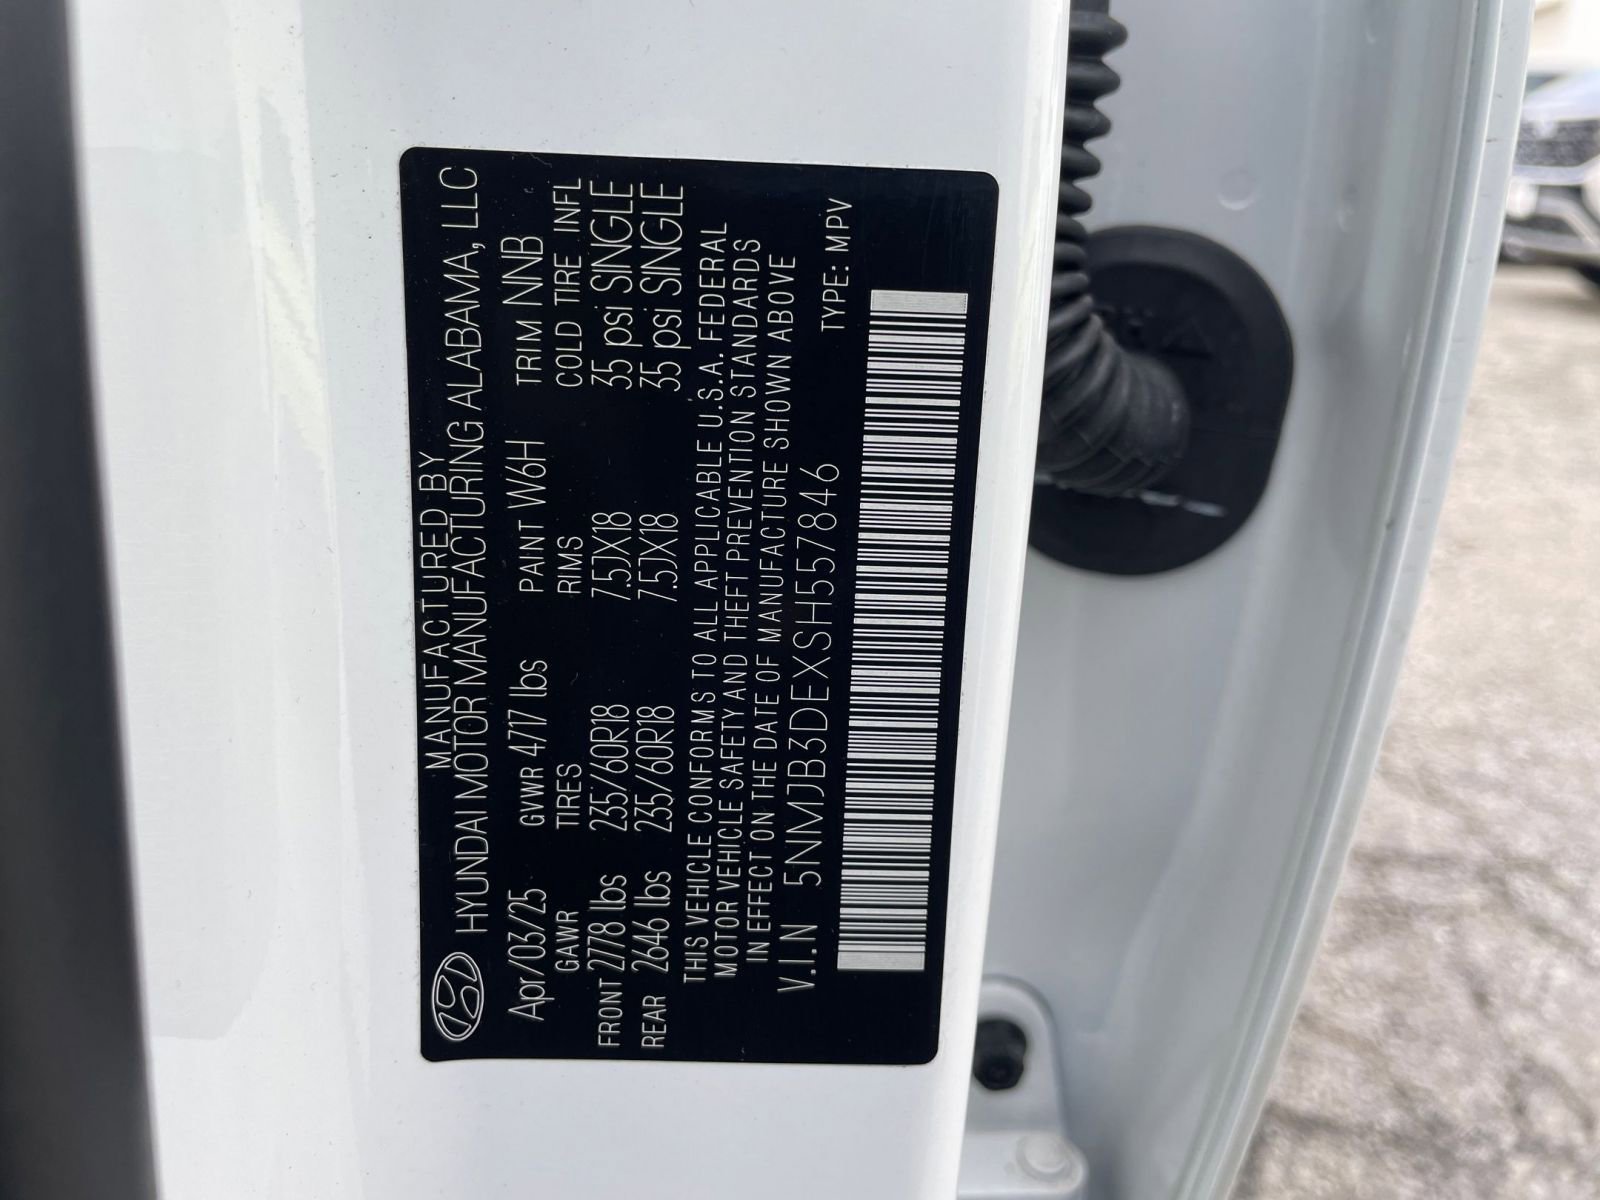 MANUFACTURED BY
HYUNDAI MOTOR MANUFACTURING ALABAMA, LLC
Apr/03/25 GVWR 4717 lbs PAINT W6H TRIM NNB
GAWR TIRES RIMS COLD TIRE INFL
FRONT 2778 lbs 235/60R18 7.5JX18 35 psi SINGLE
REAR 2646 lbs 235/60R18 7.5JX18 35 psi SINGLE
THIS VEHICLE CONFORMS TO ALL APPLICABLE U.S.A. FEDERAL
MOTOR VEHICLE SAFETY AND THEFT PREVENTION STANDARDS
IN EFFECT ON THE DATE OF MANUFACTURE SHOWN ABOVE
V.I.N 5NMJB3DEXSH557846 TYPE: MPV